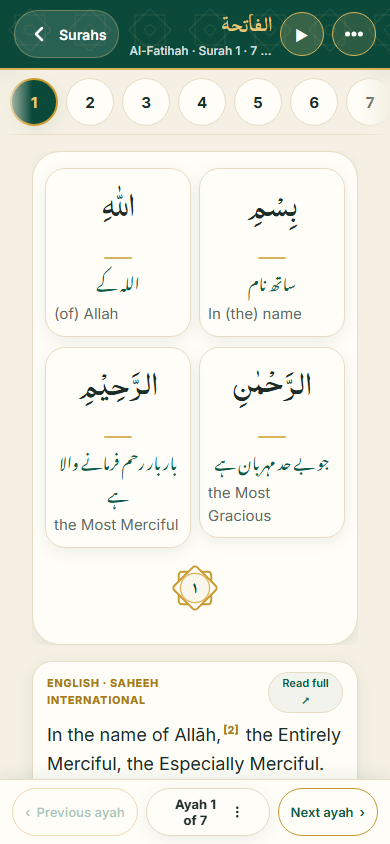 ‹ Surahs
الفاتحة
Al-Fatihah · Surah 1 · 7 ...
▶
•••
1 2 3 4 5 6 7
بِسْمِ
ساتھ نام
In (the) name
اللّٰهِ
اللہ کے
(of) Allah
الرَّحْمٰنِ
جو بے حد مہربان ہے
the Most
Gracious
الرَّحِيْمِ
بار بار رحم فرمانے والا
ہے
the Most Merciful
١
ENGLISH · SAHEEH
INTERNATIONAL
Read full
↗
In the name of Allāh,[2] the Entirely
Merciful, the Especially Merciful.
‹ Previous ayah
Ayah 1
of 7
⋮
Next ayah ›